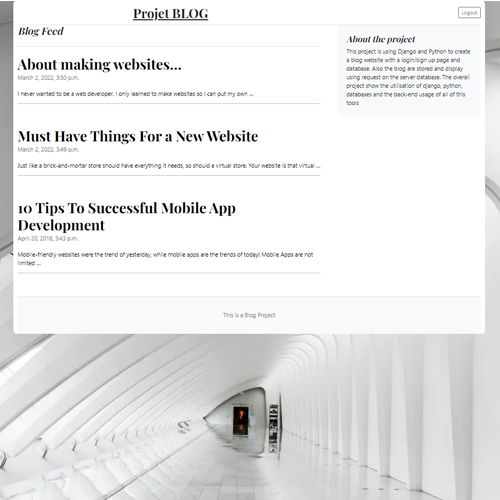 Projet BLOG
Logout
Blog Feed
About making websites...
March 2, 2022, 3:50 p.m.
I never wanted to be a web developer. I only learned to make websites so I can put my own ...
Must Have Things For a New Website
March 2, 2022, 3:49 p.m.
Just like a brick-and-mortar store should have everything it needs, so should a virtual store. Your website is that virtual ...
10 Tips To Successful Mobile App
Development
April 20, 2016, 3:43 p.m.
Mobile-friendly websites were the trend of yesterday, while mobile apps are the trends of today! Mobile Apps are not
limited ...
About the project
This project is using Django and Python to create
a blog website with a login/sign up page and
database. Also the blog are stored and display
using request on the server database. The overall
project show the utilisation of django, python,
databases and the back-end usage of all of this
tools
This is a Blog Project